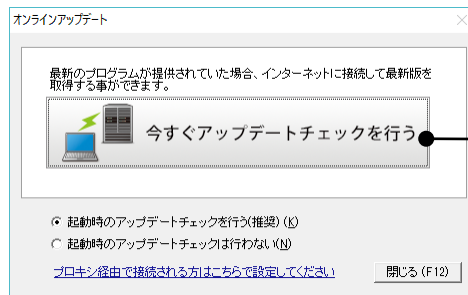 オンラインアップデート
最新のプログラムが提供されていた場合、インターネットに接続して最新版を
取得する事ができます。
今すぐアップデートチェックを行う
起動時のアップデートチェックを行う(推奨)(K)
起動時のアップデートチェックは行わない(N)
プロキシ経由で接続される方はこちらで設定してください
閉じる(F12)